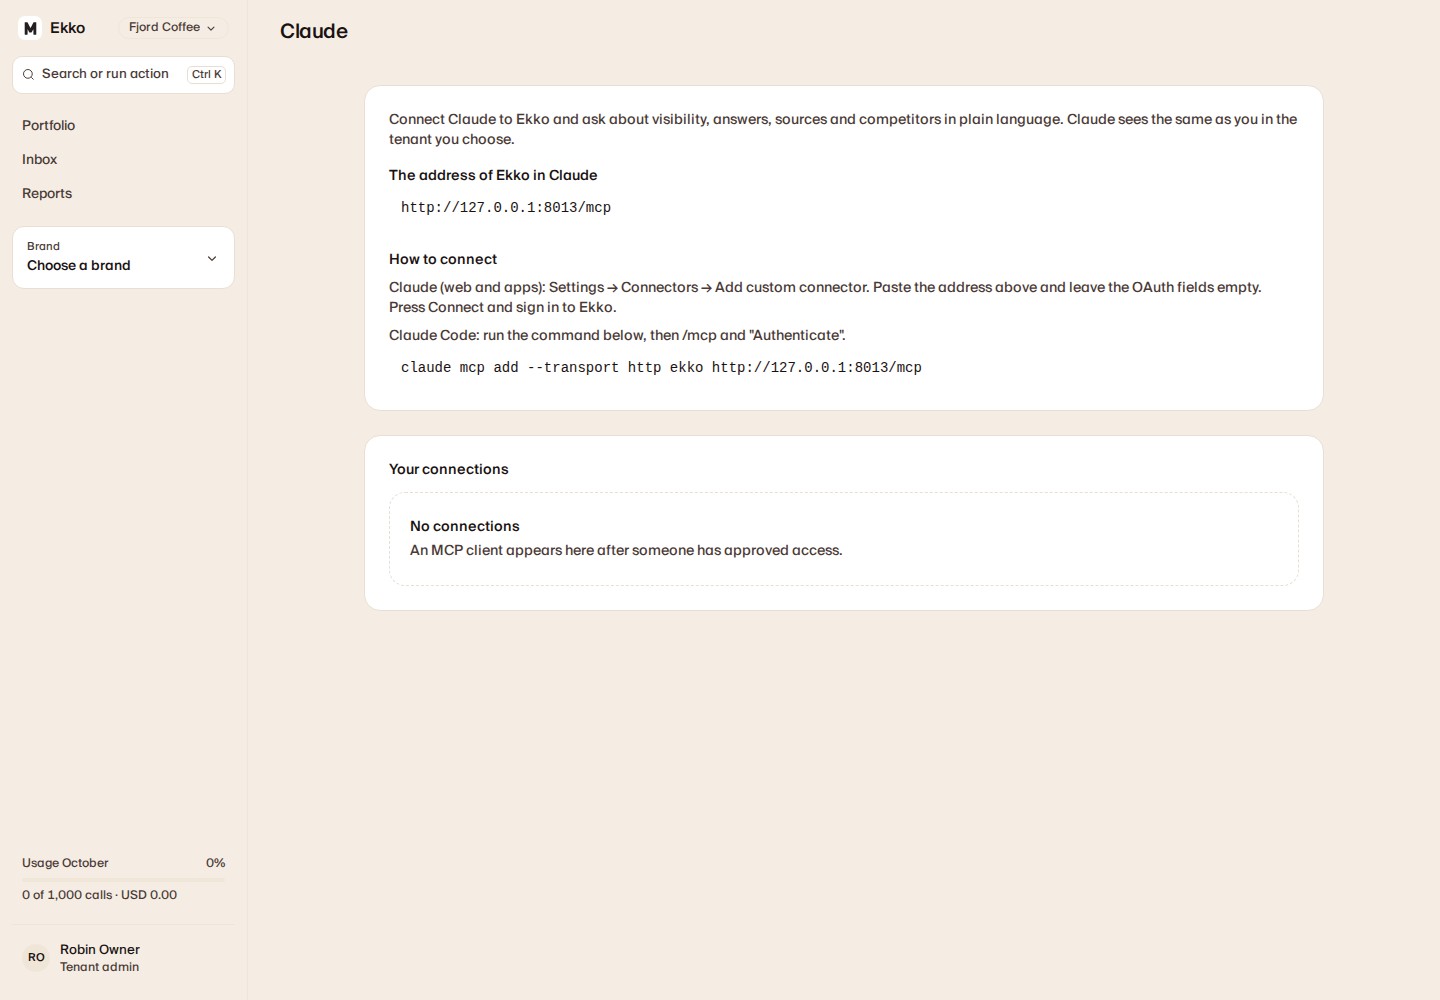 Ekko
Fjord Coffee
Search or run action
Ctrl K
Portfolio
Inbox
Reports
Brand
Choose a brand
Usage October
0%
0 of 1,000 calls · USD 0.00
RO
Robin Owner
Tenant admin
Claude
Connect Claude to Ekko and ask about visibility, answers, sources and competitors in plain language. Claude sees the same as you in the
tenant you choose.
The address of Ekko in Claude
http://127.0.0.1:8013/mcp
How to connect
Claude (web and apps): Settings → Connectors → Add custom connector. Paste the address above and leave the OAuth fields empty.
Press Connect and sign in to Ekko.
Claude Code: run the command below, then /mcp and "Authenticate".
claude mcp add --transport http ekko http://127.0.0.1:8013/mcp
Your connections
No connections
An MCP client appears here after someone has approved access.